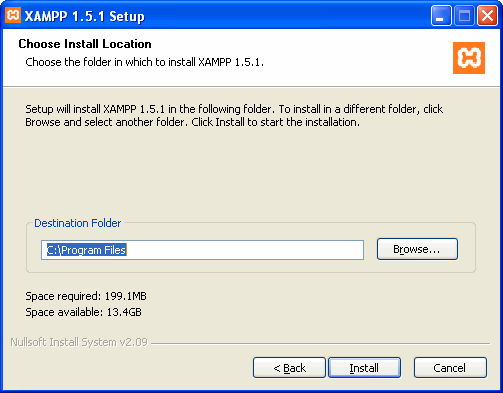 XAMPP 1.5.1 Setup
Choose Install Location
Choose the folder in which to install XAMPP 1.5.1.
Setup will install XAMPP 1.5.1 in the following folder. To install in a different folder, click
Browse and select another folder. Click Install to start the installation.
Destination Folder
C:\Program Files
Browse...
Space required: 199.1MB
Space available: 13.4GB
Nullsoft Install System v2.09
< Back
Install
Cancel